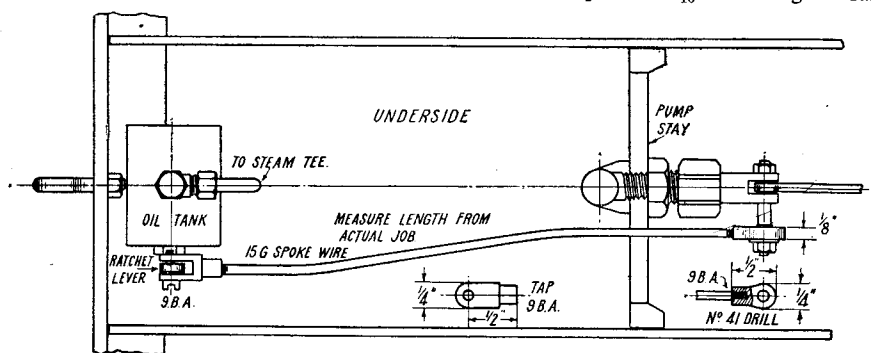 UNDERSIDE
PUMP
STAY
TO STEAM TEE.
OIL TANK
MEASURE LENGTH FROM
ACTUAL JOB
15G SPOKE WIRE
RATCHET
LEVER
9.B.A.
1/4"
1/2"
TAP
9 B.A.
1/8"
9 B.A.
1/2"
1/4"
Nº 41 DRILL